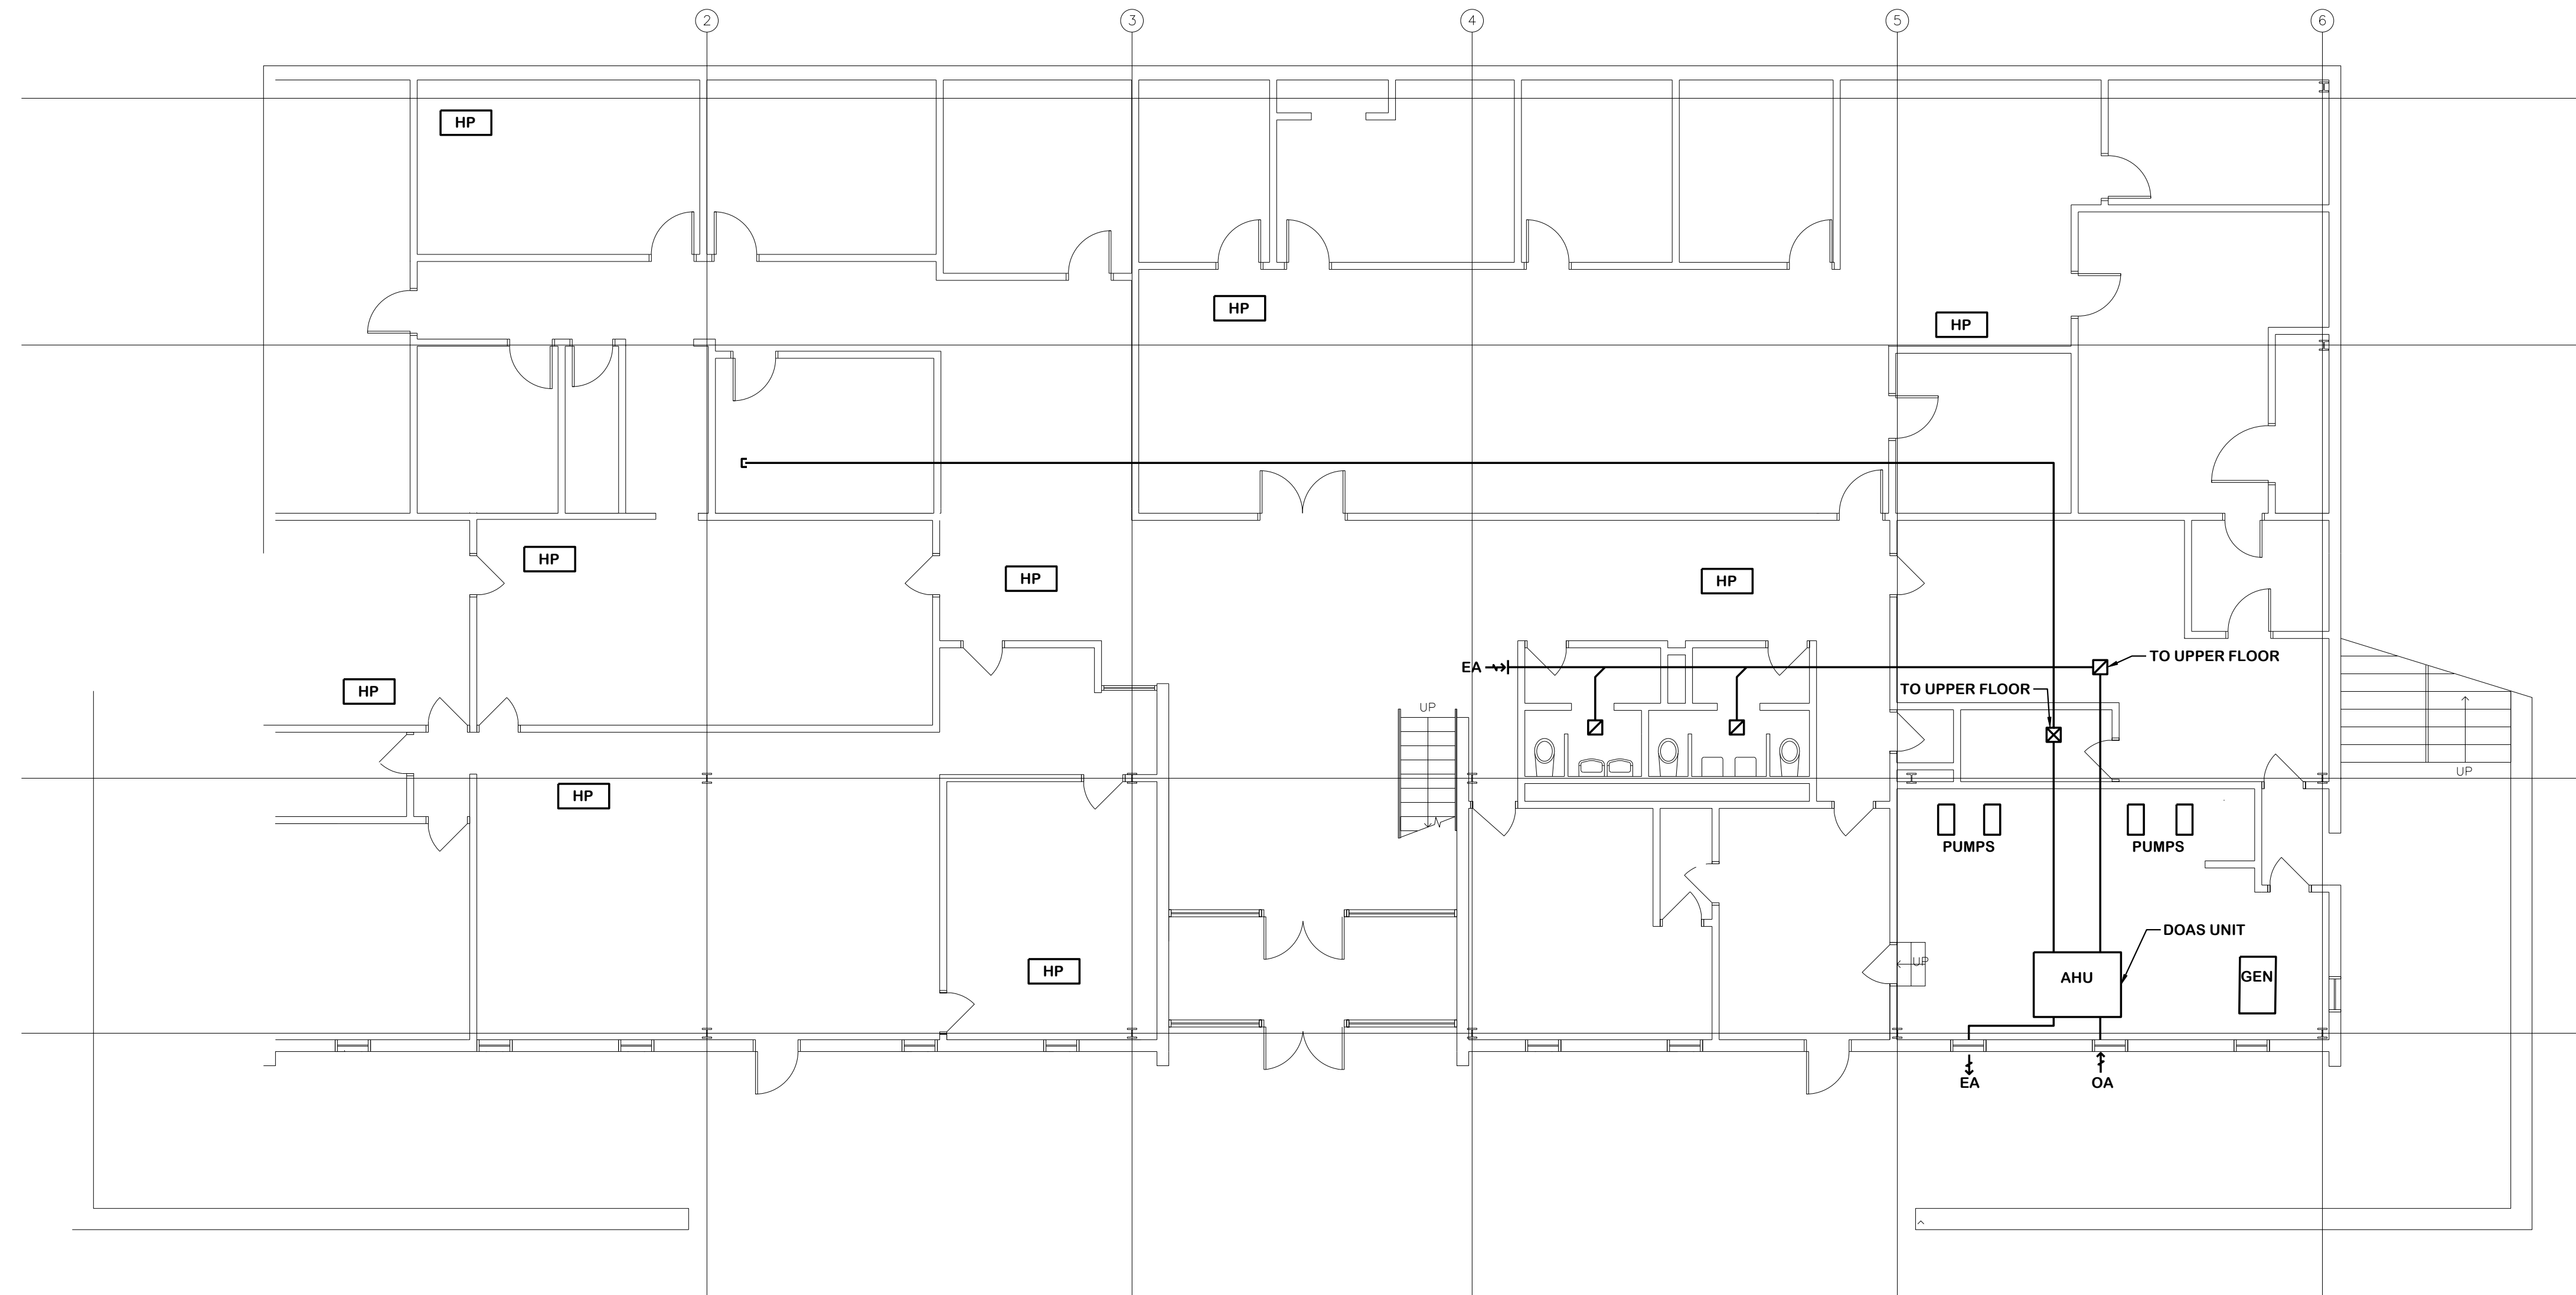 2
3
4
5
6
HP
HP
HP
HP
HP
HP
EA
TO UPPER FLOOR
HP
TO UPPER FLOOR
UP
UP
HP
PUMPS
PUMPS
DOAS UNIT
UP
HP
AHU
GEN
EA
OA